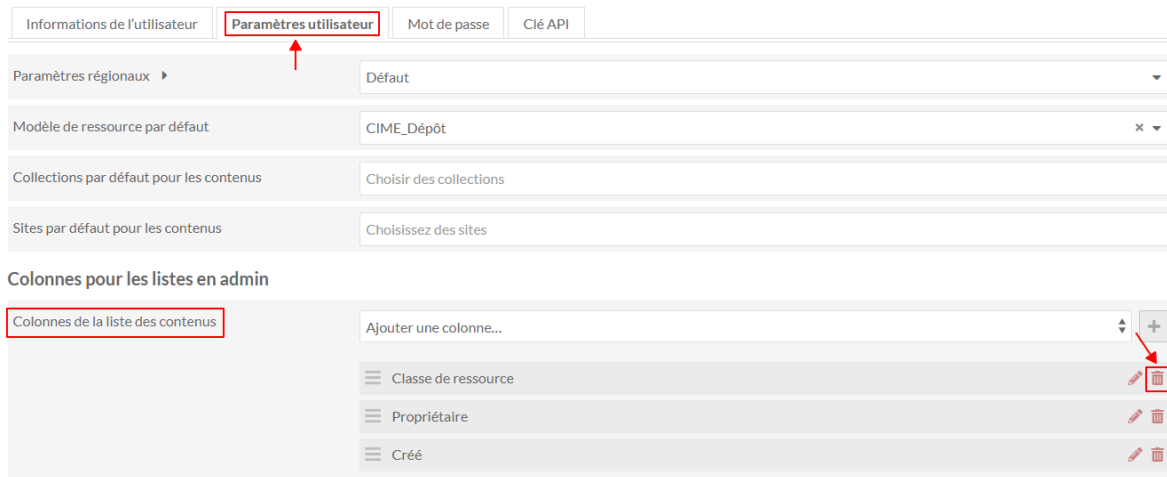 Informations de l'utilisateur Paramètres utilisateur Mot de passe Clé API
Paramètres régionaux Défaut
Modèle de ressource par défaut CIME_Dépôt
Collections par défaut pour les contenus Choisir des collections
Sites par défaut pour les contenus Choisissez des sites
Colonnes pour les listes en admin
Colonnes de la liste des contenus Ajouter une colonne...
Classe de ressource
Propriétaire
Créé